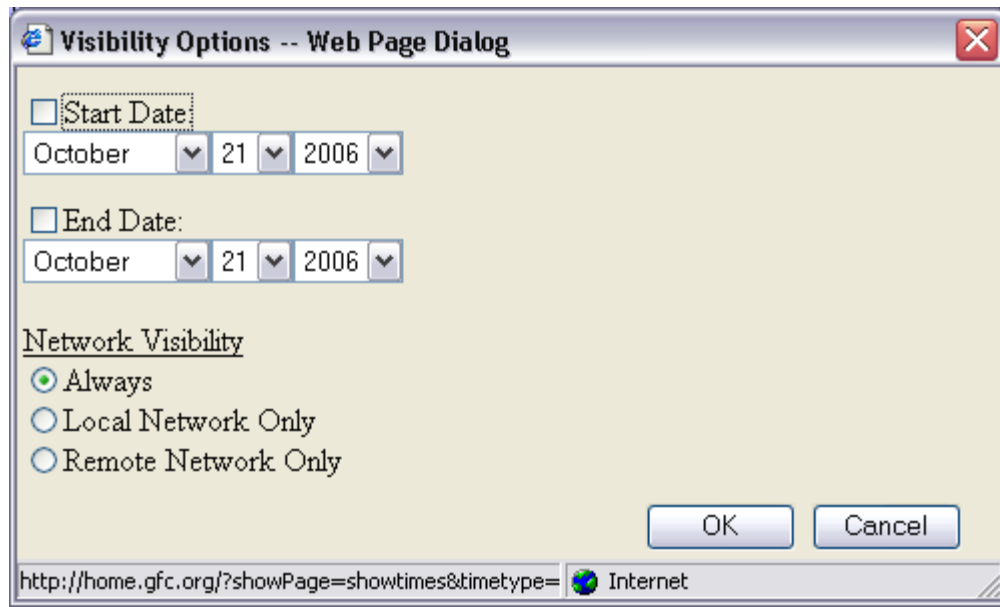 Visibility Options -- Web Page Dialog
Start Date:
October 21 2006
End Date:
October 21 2006
Network Visibility
Always
Local Network Only
Remote Network Only
OK Cancel
http://home.gfc.org/?showPage=showtimes&timetype= Internet